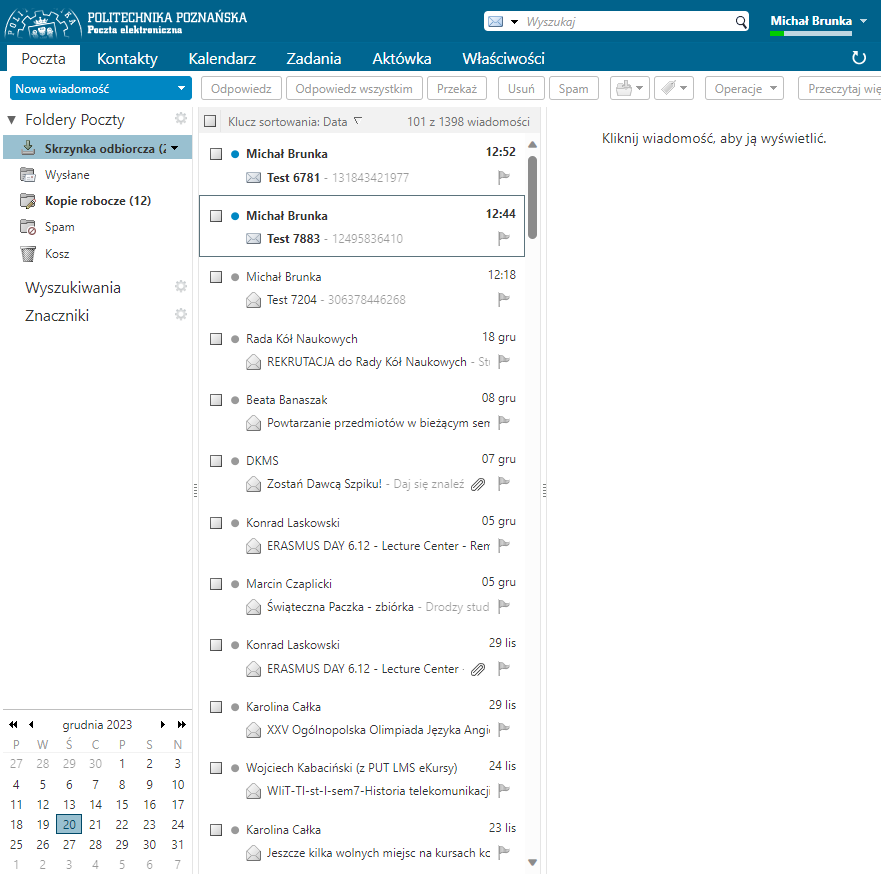 POLITECHNIKA POZNAŃSKA
Poczta elektroniczna
Wyszukaj
Michał Brunka
Poczta Kontakty Kalendarz Zadania Aktówka Właściwości
Nowa wiadomość Odpowiedz Odpowiedz wszystkim Przekaż Usuń Spam Operacje Przeczytaj wię
Foldery Poczty
Skrzynka odbiorcza (2
Wysłane
Kopie robocze (12)
Spam
Kosz
Wyszukiwania
Znaczniki
Klucz sortowania: Data 101 z 1398 wiadomości
Michał Brunka 12:52
Test 6781 - 131843421977
Michał Brunka 12:44
Test 7883 - 12495836410
Michał Brunka 12:18
Test 7204 - 306378446268
Rada Kół Naukowych 18 gru
REKRUTACJA do Rady Kół Naukowych - St
Beata Banaszak 08 gru
Powtarzanie przedmiotów w bieżącym sem
DKMS 07 gru
Zostań Dawcą Szpiku! - Daj się znaleź
Konrad Laskowski 05 gru
ERASMUS DAY 6.12 - Lecture Center - Rem
Marcin Czaplicki 05 gru
Świąteczna Paczka - zbiórka - Drodzy stud
Konrad Laskowski 29 lis
ERASMUS DAY 6.12 - Lecture Center -
Karolina Całka 29 lis
XXV Ogólnopolska Olimpiada Języka Angi
Wojciech Kabaciński (z PUT LMS eKursy) 24 lis
WIiT-TI-st-I-sem7-Historia telekomunikacji
Karolina Całka 23 lis
Jeszcze kilka wolnych miejsc na kursach ko
Kliknij wiadomość, aby ją wyświetlić.
grudnia 2023
P W Ś C P S N
27 28 29 30 1 2 3
4 5 6 7 8 9 10
11 12 13 14 15 16 17
18 19 20 21 22 23 24
25 26 27 28 29 30 31
1 2 3 4 5 6 7